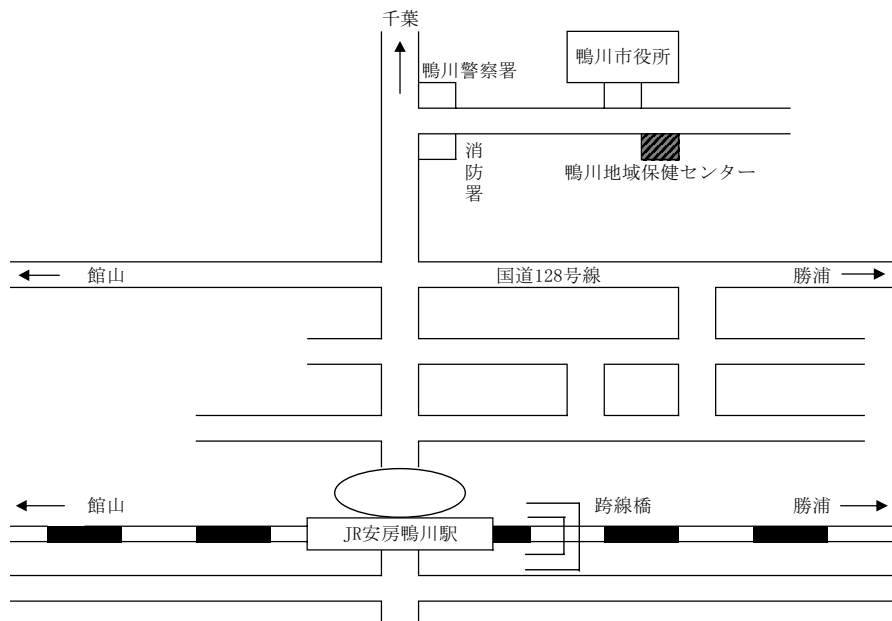 千葉
鴨川警察署
鴨川市役所
消防署
鴨川地域保健センター
館山
国道128号線
勝浦
館山
跨線橋
勝浦
JR安房鴨川駅